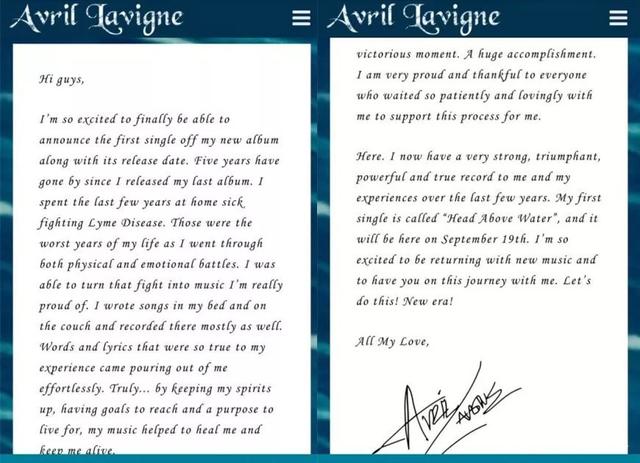 Avril Lavigne
Hi guys,
I'm so excited to finally be able to
announce the first single off my new album
along with its release date. Five years have
gone by since I released my last album. I
spent the last few years at home sick
fighting Lyme Disease. Those were the
worst years of my life as I went through
both physical and emotional battles. I was
able to turn that fight into music I'm really
proud of. I wrote songs in my bed and on
the couch and recorded there mostly as well.
Words and lyrics that were so true to my
experience came pouring out of me
effortlessly. Truly... by keeping my spirits
up, having goals to reach and a purpose to
live for, my music helped to heal me and
keep me alive.
Avril Lavigne
victorious moment. A huge accomplishment.
I am very proud and thankful to everyone
who waited so patiently and lovingly with
me to support this process for me.
Here. I now have a very strong, triumphant,
powerful and true record to me and my
experiences over the last few years. My first
single is called "Head Above Water", and it
will be here on September 19th. I'm so
excited to be returning with new music and
to have you on this journey with me. Let's
do this! New era!
All My Love,
Avril Lavigne